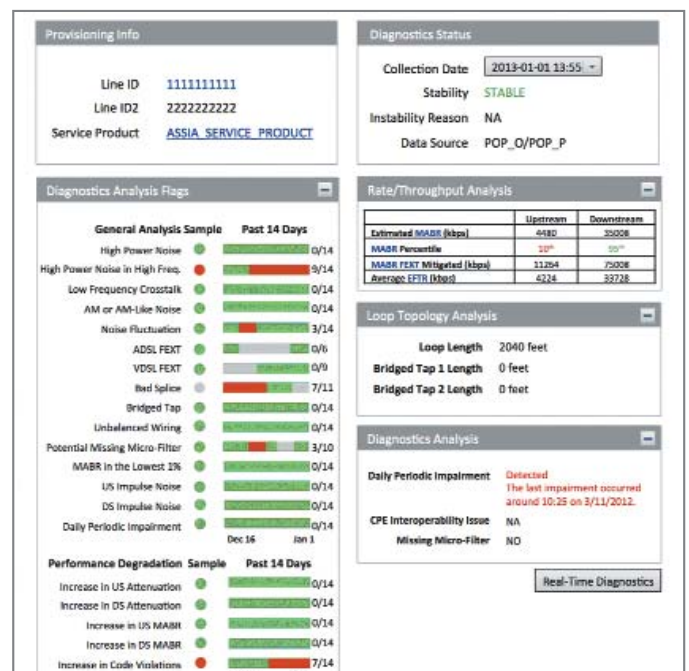 Provisioning Info
Line ID 1111111111
Line ID2 2222222222
Service Product ASSIA_SERVICE_PRODUCT
Diagnostics Status
Collection Date 2013-01-01 13:55
Stability STABLE
Instability Reason NA
Data Source POP_O/POP_P
Diagnostics Analysis Flags
General Analysis Sample Past 14 Days
High Power Noise 0/14
High Power Noise in High Freq. 9/14
Low Frequency Crosstalk 0/14
AM or AM-Like Noise 0/14
Noise Fluctuation 3/14
ADSL FEXT 0/6
VDSL FEXT 0/9
Bad Splice 7/11
Bridged Tap 0/14
Unbalanced Wiring 0/14
Potential Missing Micro-Filter 3/10
MABR in the Lowest 1% 0/14
US Impulse Noise 0/14
DS Impulse Noise 0/14
Daily Periodic Impairment 0/14
Dec 16 Jan 1
Performance Degradation Sample Past 14 Days
Increase in US Attenuation 0/14
Increase in DS Attenuation 0/14
Increase in US MABR 0/14
Increase in DS MABR 0/14
Increase in Code Violations 7/14
Rate/Throughput Analysis
Upstream Downstream
Estimated MABR (kbps) 4480 35008
MABR Percentile 10th
MABR FEXT Mitigated (kbps) 11264 75008
Average EFTR (kbps) 4224 33728
Loop Topology Analysis
Loop Length 2040 feet
Bridged Tap 1 Length 0 feet
Bridged Tap 2 Length 0 feet
Diagnostics Analysis
Daily Periodic Impairment Detected
The last impairment occurred
around 10:25 on 3/11/2012.
CPE Interoperability Issue NA
Missing Micro-Filter NO
Real-Time Diagnostics